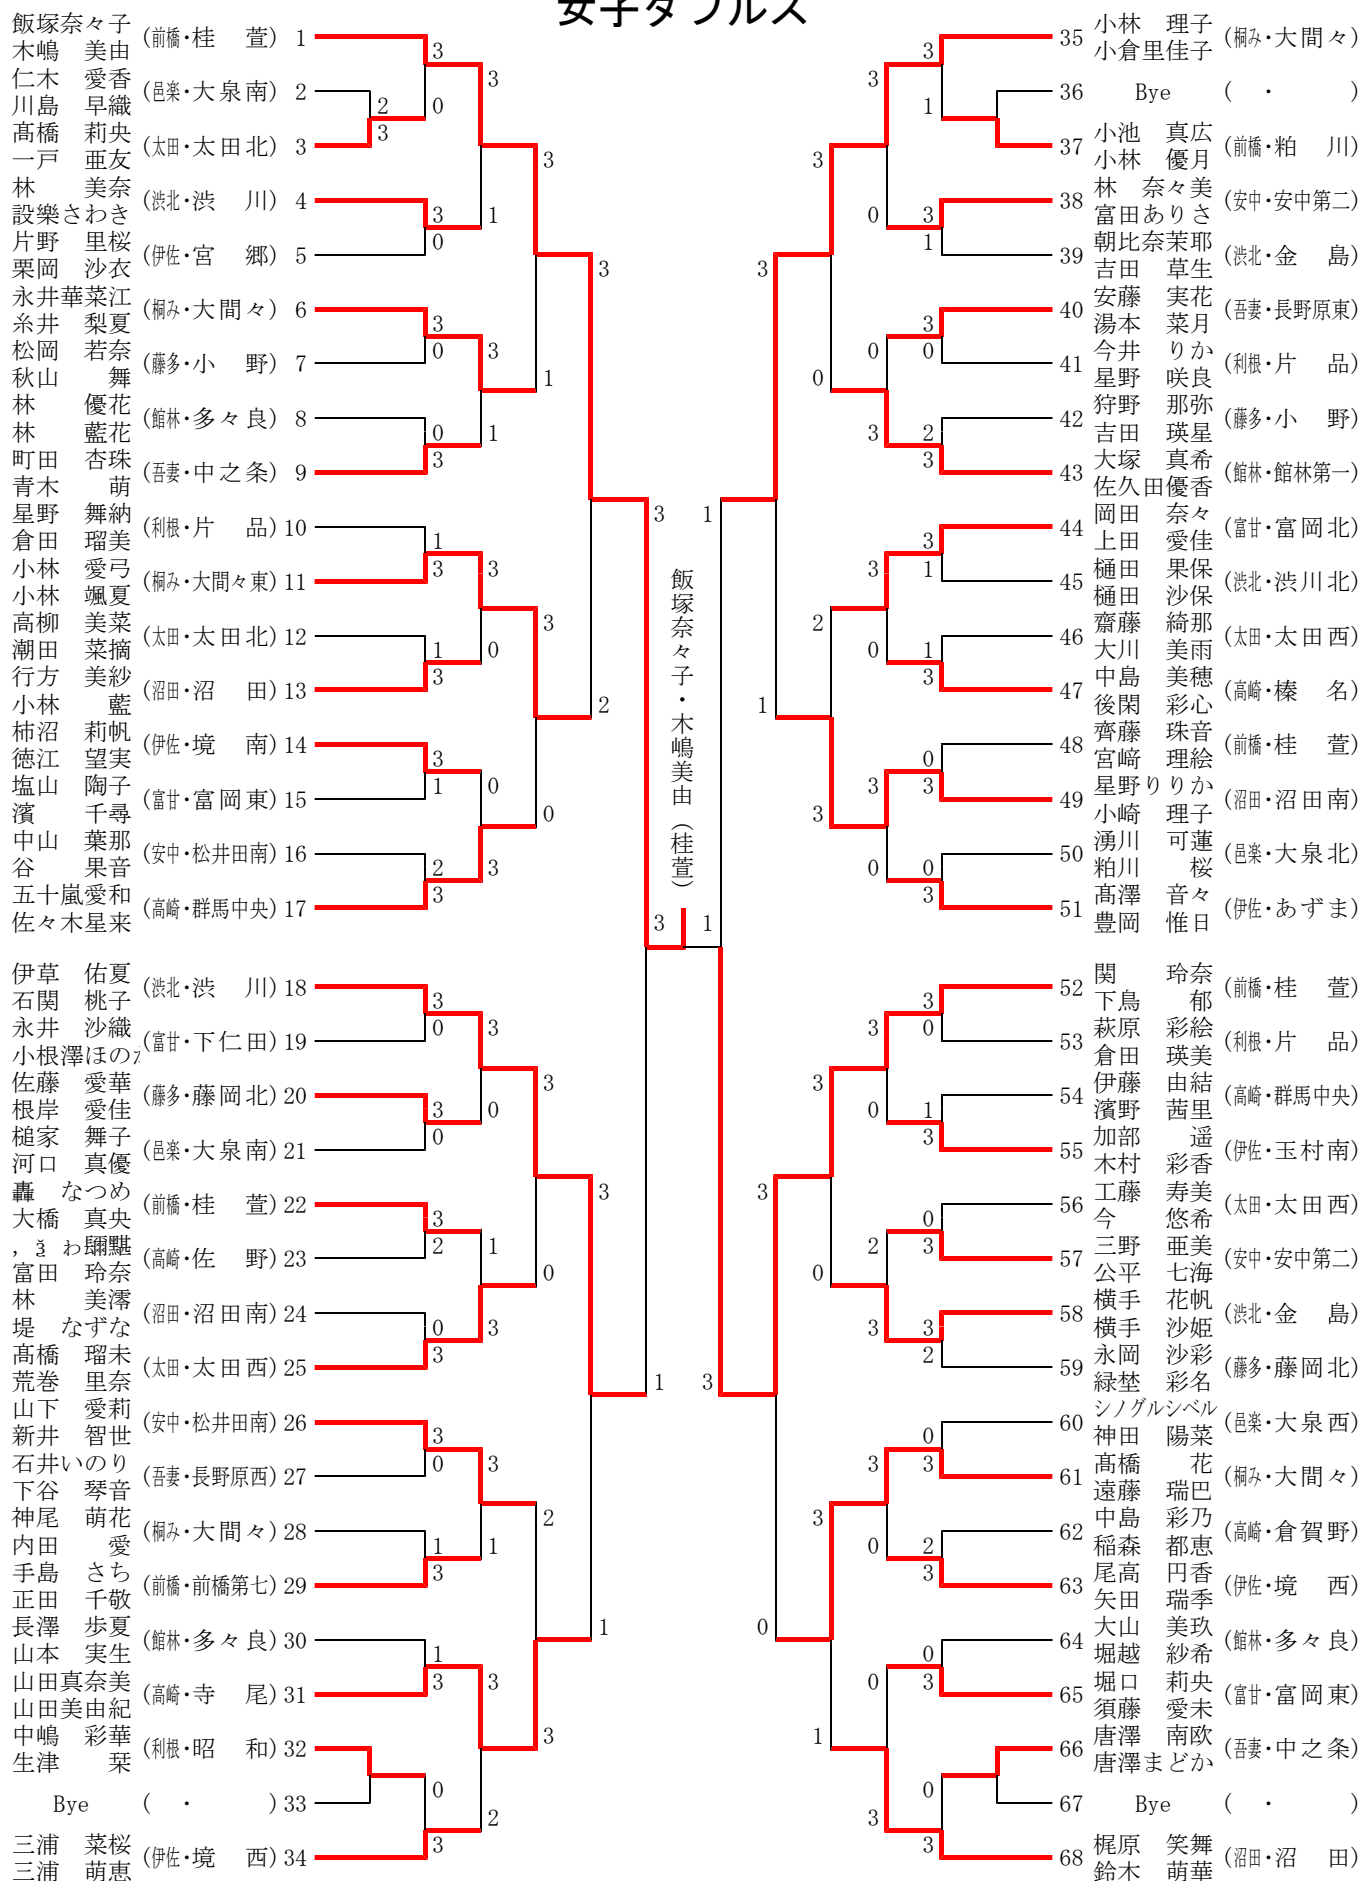 女子ダブルス
飯塚奈々子
木嶋　美由 (前橋・桂　萱) 1
仁木　愛香
川島　早織 (邑楽・大泉南) 2
髙橋　莉央
一戸　亜友 (太田・太田北) 3
林　　美奈
設樂さわき (渋北・渋　川) 4
片野　里桜
栗岡　沙衣 (伊佐・宮　郷) 5
永井華菜江
糸井　梨夏 (桐み・大間々) 6
松岡　若奈
秋山　　舞 (藤多・小　野) 7
林　　優花
林　　藍花 (館林・多々良) 8
町田　杏珠
青木　　萌 (吾妻・中之条) 9
星野　舞納
倉田　瑠美 (利根・片　品) 10
小林　愛弓
小林　颯夏 (桐み・大間々東) 11
高柳　美菜
潮田　菜摘 (太田・太田北) 12
行方　美紗
小林　　藍 (沼田・沼　田) 13
柿沼　莉帆
徳江　望実 (伊佐・境　南) 14
塩山　陶子
濱　　千尋 (富甘・富岡東) 15
中山　葉那
谷　　果音 (安中・松井田南) 16
五十嵐愛和
佐々木星来 (高崎・群馬中央) 17
伊草　佑夏
石関　桃子 (渋北・渋　川) 18
永井　沙織
小根澤ほの (富甘・下仁田) 19
佐藤　愛華
根岸　愛佳 (藤多・藤岡北) 20
槌家　舞子
河口　真優 (邑楽・大泉南) 21
轟　なつめ
大橋　真央 (前橋・桂　萱) 22
富田　玲奈 (高崎・佐　野) 23
林　　美澪
堤　なずな (沼田・沼田南) 24
髙橋　瑠未
荒巻　里奈 (太田・太田西) 25
山下　愛莉
新井　智世 (安中・松井田南) 26
石井いのり
下谷　琴音 (吾妻・長野原西) 27
神尾　萌花
内田　　愛 (桐み・大間々) 28
手島　さち
正田　千敬 (前橋・前橋第七) 29
長澤　歩夏
山本　実生 (館林・多々良) 30
山田真奈美
山田美由紀 (高崎・寺　尾) 31
中嶋　彩華
生津　　栞 (利根・昭　和) 32
Bye (　・　) 33
三浦　菜桜
三浦　萌恵 (伊佐・境　西) 34
飯塚奈々子・木嶋美由（桂萱）
35 小林　理子
小倉里佳子 (桐み・大間々)
36 Bye (　・　)
37 小池　真広
小林　優月 (前橋・粕　川)
38 林　奈々美
富田ありさ (安中・安中第二)
39 朝比奈茉耶
吉田　草生 (渋北・金　島)
40 安藤　実花
湯本　菜月 (吾妻・長野原東)
41 今井　りか
星野　咲良 (利根・片　品)
42 狩野　那弥
吉田　瑛星 (藤多・小　野)
43 大塚　真希
佐久田優香 (館林・館林第一)
44 岡田　奈々
上田　愛佳 (富甘・富岡北)
45 樋田　果保
樋田　沙保 (渋北・渋川北)
46 齋藤　綺那
大川　美雨 (太田・太田西)
47 中島　美穂
後閑　彩心 (高崎・榛　名)
48 齊藤　珠音
宮﨑　理絵 (前橋・桂　萱)
49 星野りりか
小崎　理子 (沼田・沼田南)
50 湧川　可蓮
粕川　　桜 (邑楽・大泉北)
51 髙澤　音々
豊岡　惟日 (伊佐・あずま)
52 関　　玲奈
下鳥　　郁 (前橋・桂　萱)
53 萩原　彩絵
倉田　瑛美 (利根・片　品)
54 伊藤　由結
濱野　茜里 (高崎・群馬中央)
55 加部　　遥
木村　彩香 (伊佐・玉村南)
56 工藤　寿美
今　　悠希 (太田・太田西)
57 三野　亜美
公平　七海 (安中・安中第二)
58 横手　花帆
横手　沙姫 (渋北・金　島)
59 永岡　沙彩
緑埜　彩名 (藤多・藤岡北)
60 シノグルシベル
神田　陽菜 (邑楽・大泉西)
61 髙橋　　花
遠藤　瑞巴 (桐み・大間々)
62 中島　彩乃
稲森　都恵 (高崎・倉賀野)
63 尾高　円香
矢田　瑞季 (伊佐・境　西)
64 大山　美玖
堀越　紗希 (館林・多々良)
65 堀口　莉央
須藤　愛未 (富甘・富岡東)
66 唐澤　南欧
唐澤まどか (吾妻・中之条)
67 Bye (　・　)
68 梶原　笑舞
鈴木　萌華 (沼田・沼　田)